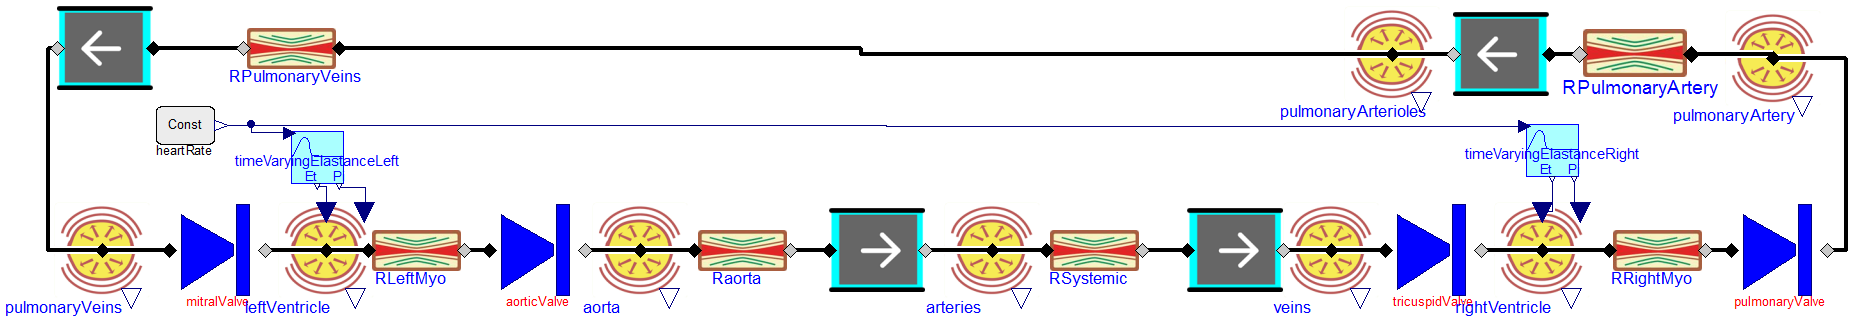 RPulmonaryVeins
pulmonaryArterioles
RPulmonaryArtery
pulmonaryArtery
Const
heartRate
timeVaryingElastanceLeft
Et P
timeVaryingElastanceRight
Et P
pulmonaryVeins
mitralValve
leftVentricle
RLeftMyo
aorticValve
aorta
Raorta
arteries
RSystemic
veins
tricuspidValve
rightVentricle
RRightMyo
pulmonaryValve